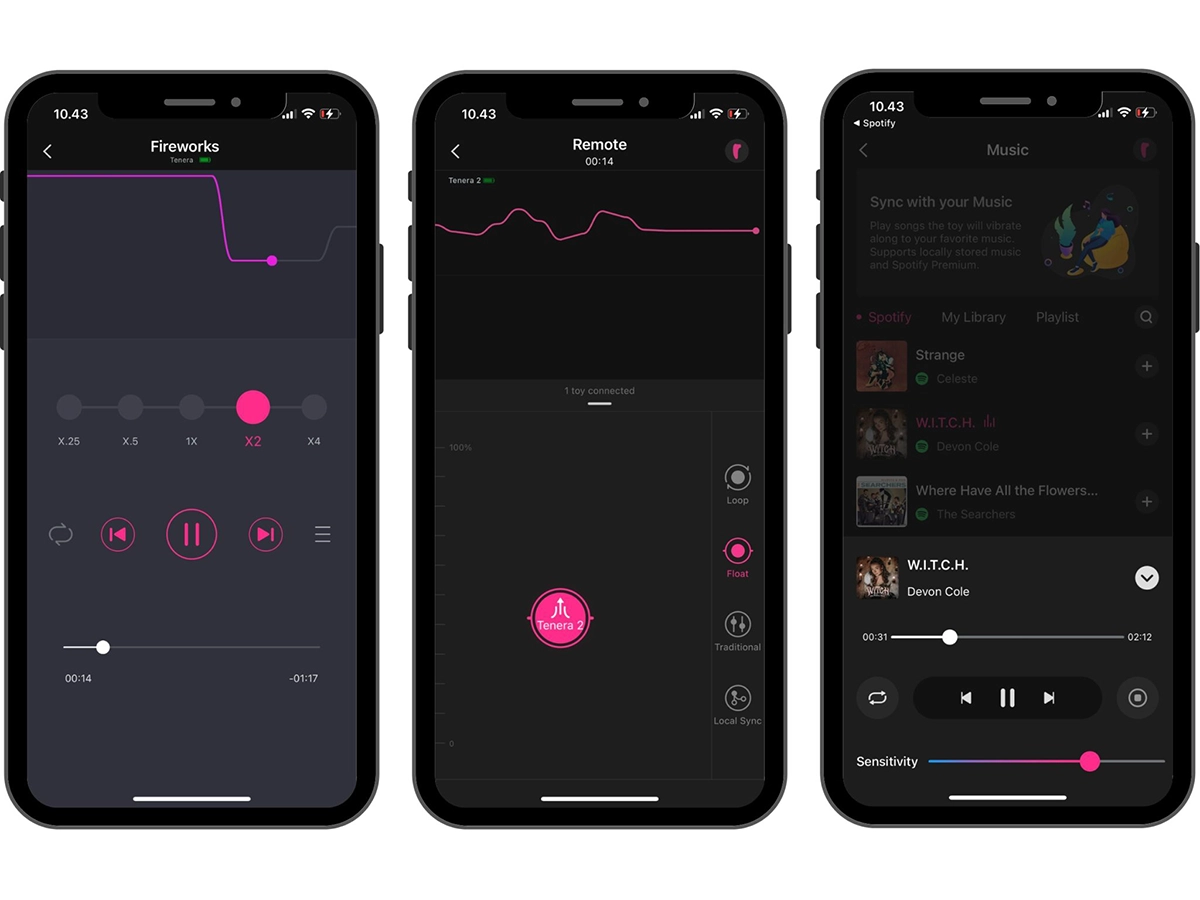 10.43
Fireworks
Tenera
X.25
X.5
1X
X2
X4
00:14
-01:17
10.43
Remote
00:14
Tenera 2
1 toy connected
100%
Loop
Float
Tenera 2
Traditional
Local Sync
0
10.43
◀ Spotify
Music
Sync with your Music
Play songs the toy will vibrate
along to your favorite music.
Supports locally stored music
and Spotify Premium.
Spotify
My Library
Playlist
Strange
Celeste
W.I.T.C.H.
Devon Cole
WITCH
SEARCHERS
Where Have All the Flowers...
The Searchers
W.I.T.C.H.
Devon Cole
WITCH
00:31
02:12
Sensitivity